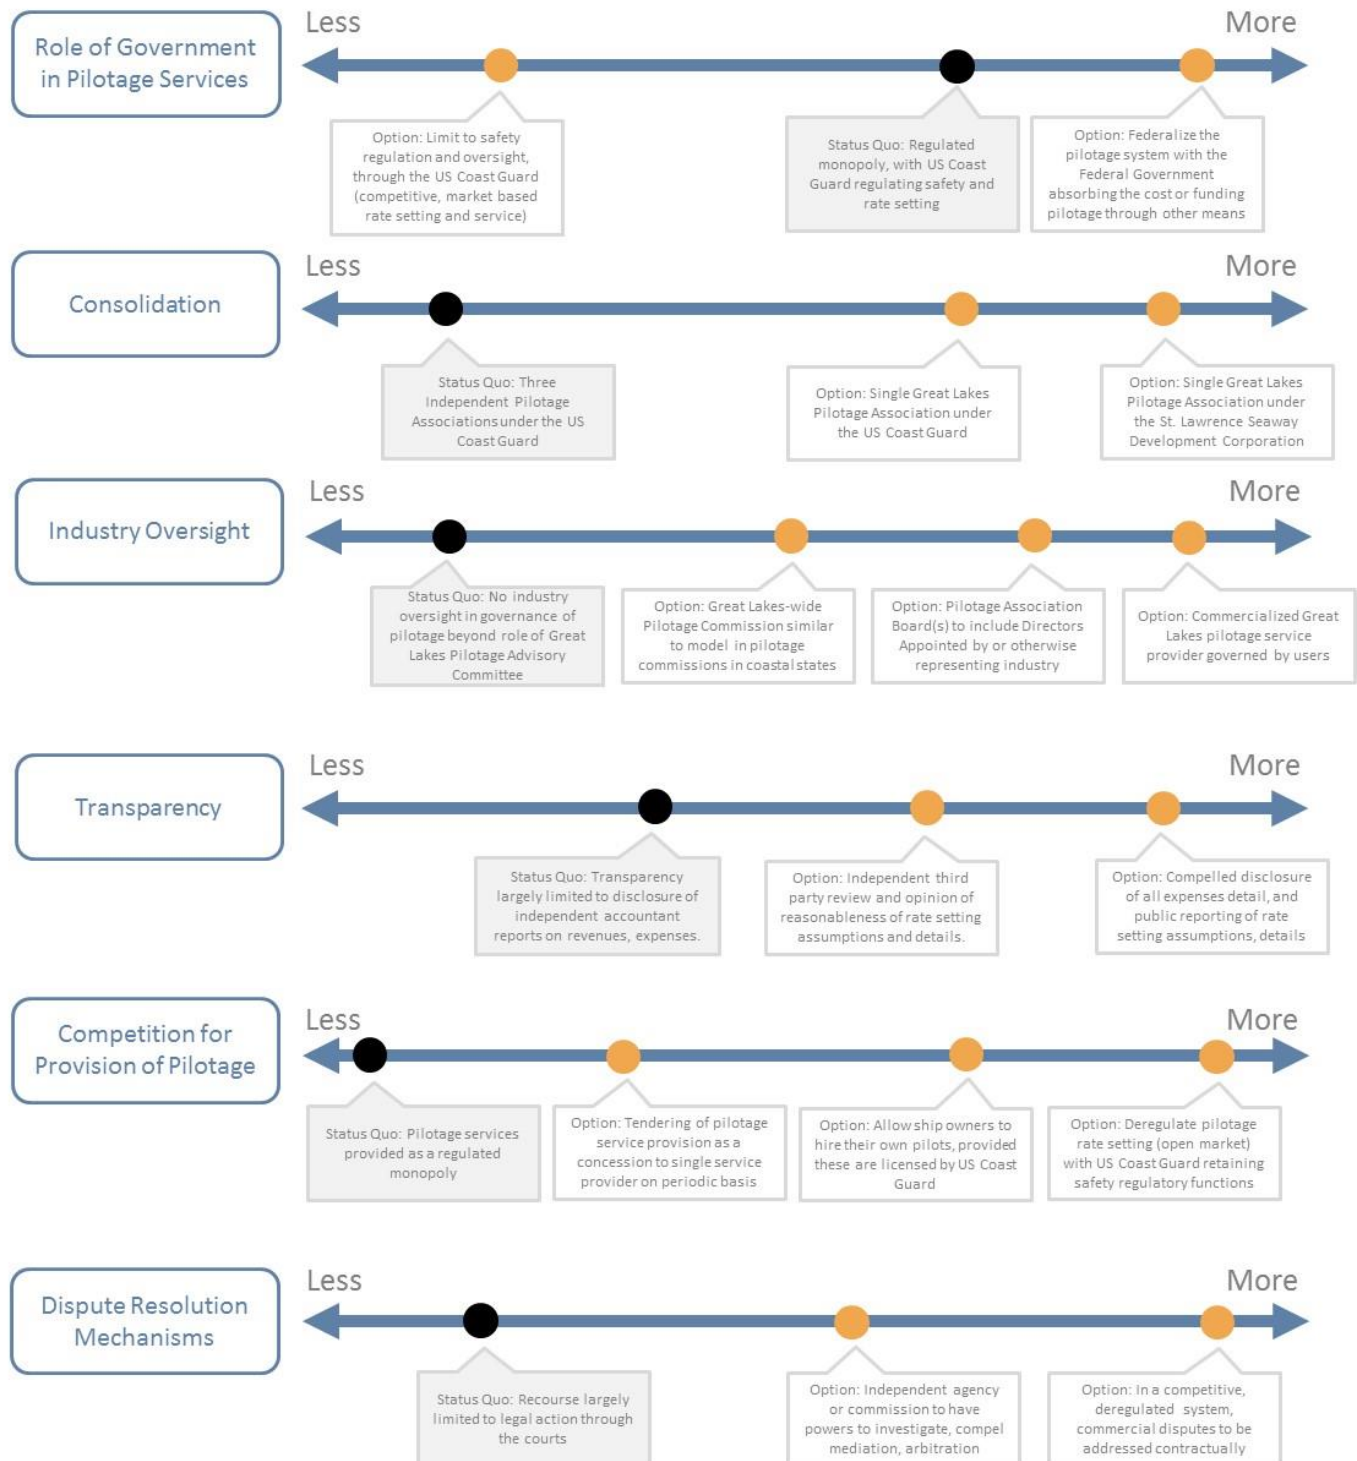 Role of Government
in Pilotage Services
Less
More
Option: Limit to safety
regulation and oversight,
through the US Coast Guard
(competitive, market based
rate setting and service)
Status Quo: Regulated
monopoly, with US Coast
Guard regulating safety and
rate setting
Option: Federalize the
pilotage system with the
Federal Government
absorbing the cost or funding
pilotage through other means
Consolidation
Less
More
Status Quo: Three
Independent Pilotage
Associations under the US
Coast Guard
Option: Single Great Lakes
Pilotage Association under
the US Coast Guard
Option: Single Great Lakes
Pilotage Association under
the St. Lawrence Seaway
Development Corporation
Industry Oversight
Less
More
Status Quo: No industry
oversight in governance of
pilotage beyond role of Great
Lakes Pilotage Advisory
Committee
Option: Great Lakes-wide
Pilotage Commission similar
to model in pilotage
commissions in coastal states
Option: Pilotage Association
Board(s) to include Directors
Appointed by or otherwise
representing industry
Option: Commercialized Great
Lakes pilotage service
provider governed by users
Transparency
Less
More
Status Quo: Transparency
largely limited to disclosure of
independent accountant
reports on revenues, expenses.
Option: Independent third
party review and opinion of
reasonableness of rate setting
assumptions and details.
Option: Compelled disclosure
of all expenses detail, and
public reporting of rate
setting assumptions, details
Competition for
Provision of Pilotage
Less
More
Status Quo: Pilotage services
provided as a regulated
monopoly
Option: Tendering of pilotage
service provision as a
concession to single service
provider on periodic basis
Option: Allow ship owners to
hire their own pilots, provided
these are licensed by US Coast
Guard
Option: Deregulate pilotage
rate setting (open market)
with US Coast Guard retaining
safety regulatory functions
Dispute Resolution
Mechanisms
Less
More
Status Quo: Recourse largely
limited to legal action through
the courts
Option: Independent agency
or commission to have
powers to investigate, compel
mediation, arbitration
Option: In a competitive,
deregulated system,
commercial disputes to be
addressed contractually